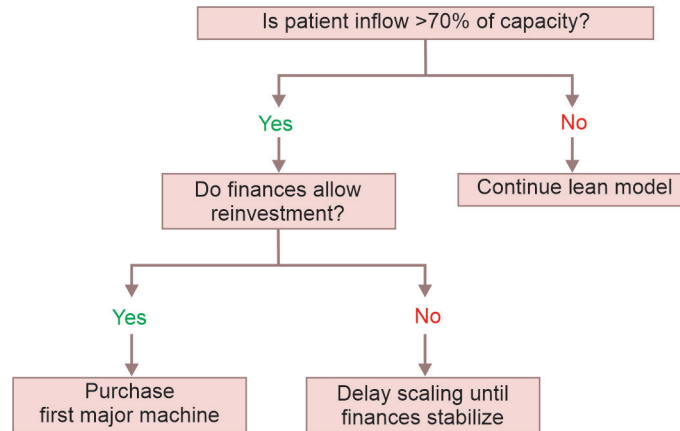 Is patient inflow >70% of capacity?
Yes
No
Do finances allow
reinvestment?
Continue lean model
Yes
No
Purchase
first major machine
Delay scaling until
finances stabilize